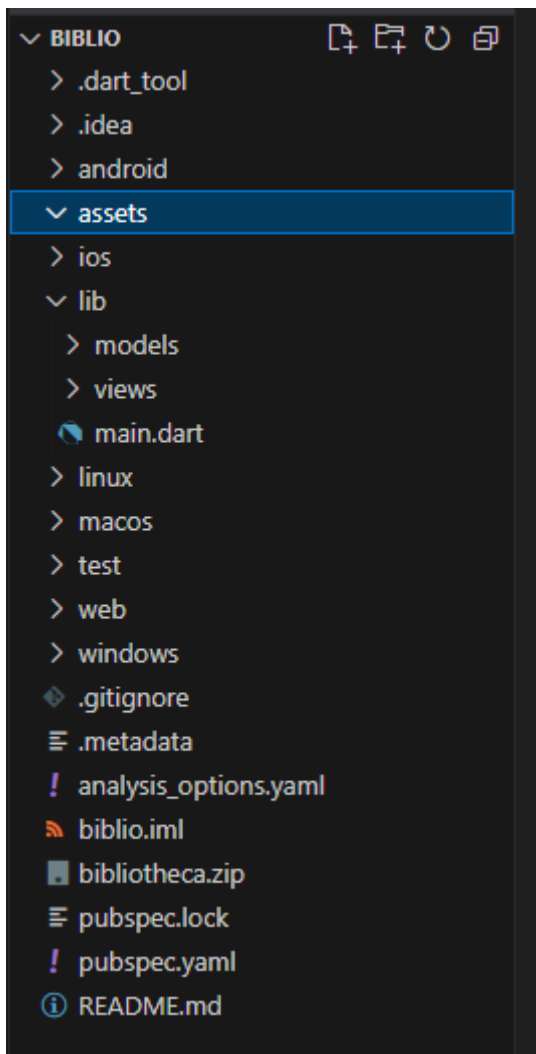 BIBLIO
.dart_tool
.idea
android
assets
ios
lib
models
views
main.dart
linux
macos
test
web
windows
.gitignore
.metadata
analysis_options.yaml
biblio.iml
bibliotheca.zip
pubspec.lock
pubspec.yaml
README.md